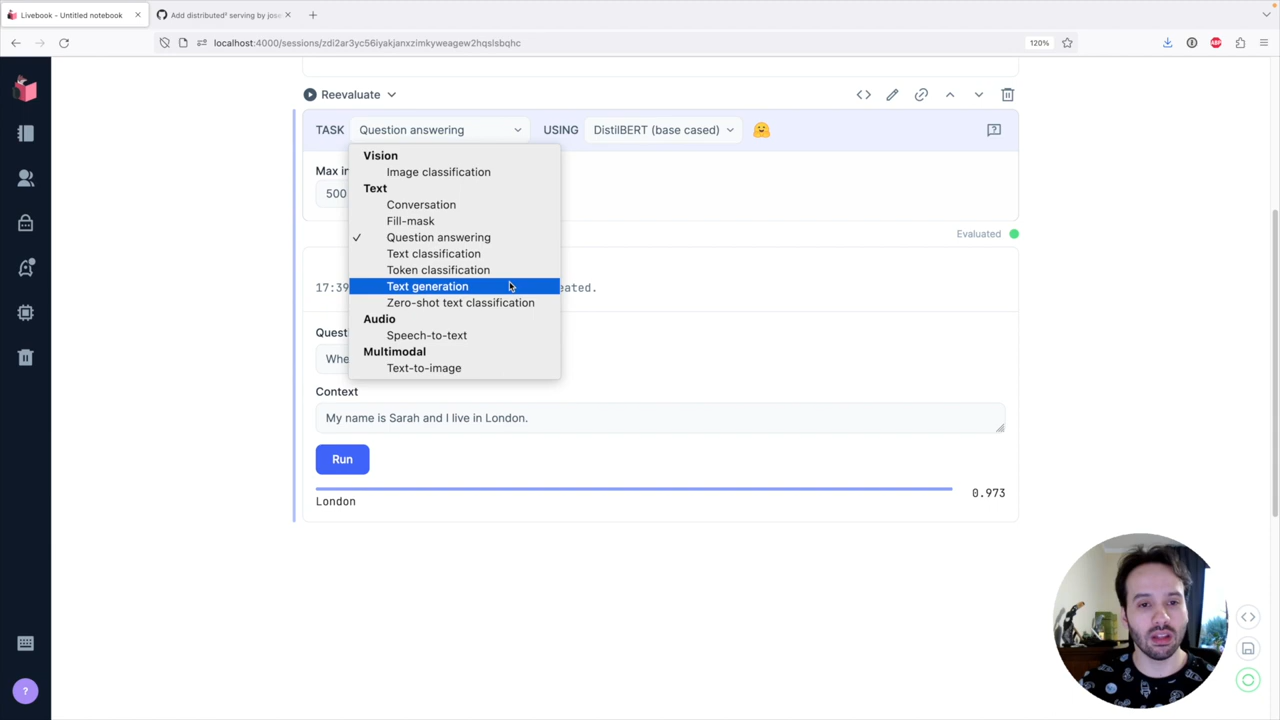 Livebook - Untitled notebook
Add distributed² serving by jose
localhost:4000/sessions/zdi2ar3yc56iyakjanxzimkyweagew2hqslsbqhc
120%
ABP
Reevaluate
TASK
Question answering
USING
DistilBERT (base cased)
Vision
Image classification
Text
Conversation
Fill-mask
Question answering
Text classification
Token classification
Text generation
Zero-shot text classification
Audio
Speech-to-text
Multimodal
Text-to-image
Max in
500
Evaluated
17:39
eated.
Quest
Whe
Context
My name is Sarah and I live in London.
Run
London
0.973
?